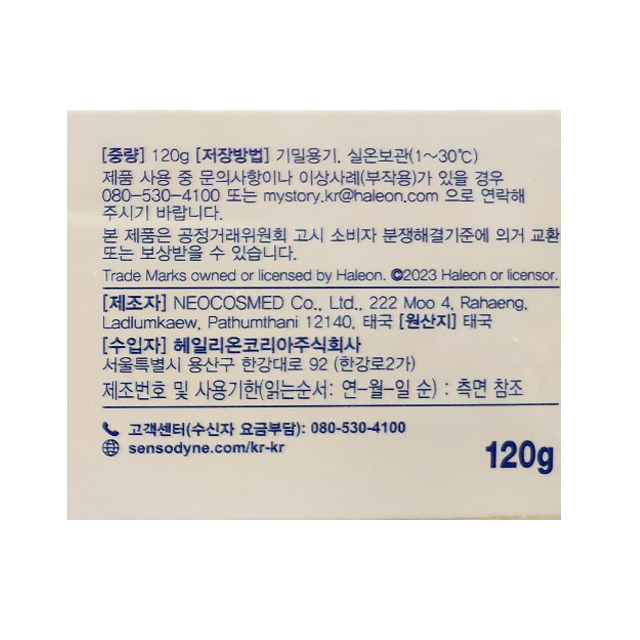 [중량] 120g [저장방법] 기밀용기, 실온보관(1~30℃)
제품 사용 중 문의사항이나 이상사례(부작용)가 있을 경우
080-530-4100 또는 mystory.kr@haleon.com 으로 연락해
주시기 바랍니다.
본 제품은 공정거래위원회 고시 소비자 분쟁해결기준에 의거 교환
또는 보상받을 수 있습니다.
Trade Marks owned or licensed by Haleon. ©2023 Haleon or licensor.
[제조자] NEOCOSMED Co., Ltd., 222 Moo 4, Rahaeng,
Ladlumkaew, Pathumthani 12140, 태국 [원산지] 태국
[수입자] 헤일리온코리아주식회사
서울특별시 용산구 한강대로 92 (한강로2가)
제조번호 및 사용기한(읽는순서: 연-월-일 순) : 측면 참조
고객센터(수신자 요금부담): 080-530-4100
sensodyne.com/kr-kr
120g